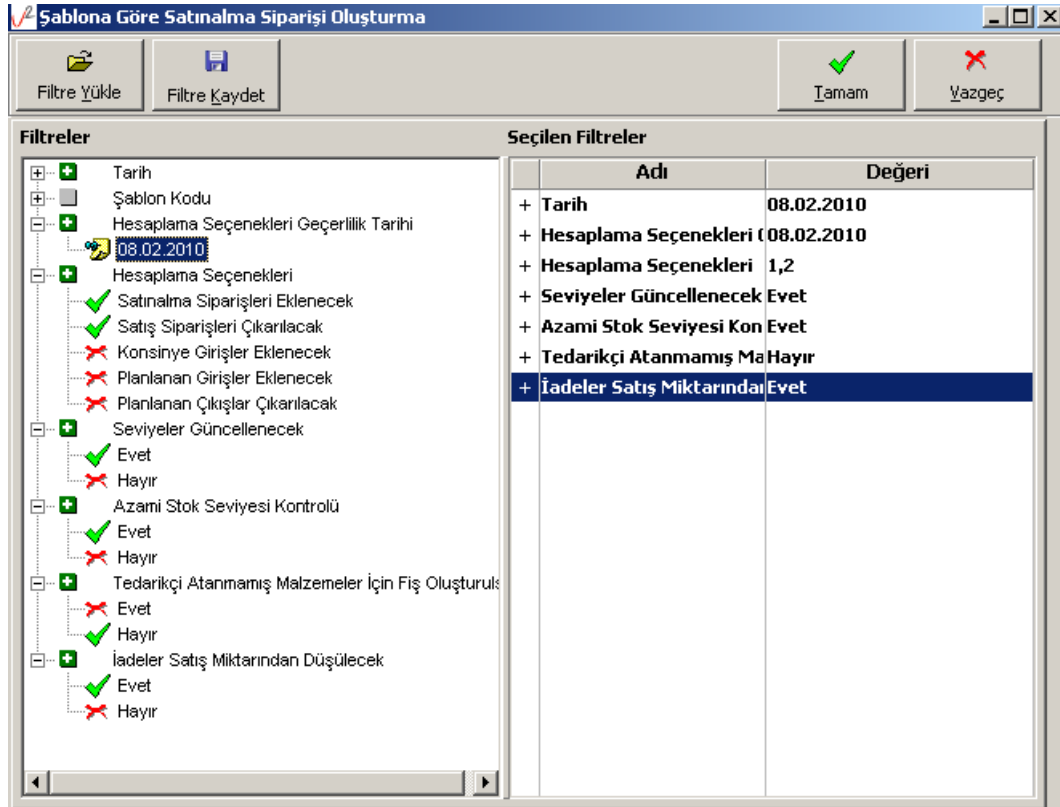 Şablona Göre Satınalma Siparişi Oluşturma
Filtre Yükle
Filtre Kaydet
Tamam
Vazgeç
Filtreler
Tarih
Şablon Kodu
Hesaplama Seçenekleri Geçerlilik Tarihi
08.02.2010
Hesaplama Seçenekleri
Satınalma Siparişleri Eklenecek
Satış Siparişleri Çıkarılacak
Konsinye Girişler Eklenecek
Planlanan Girişler Eklenecek
Planlanan Çıkışlar Çıkarılacak
Seviyeler Güncellenecek
Evet
Hayır
Azami Stok Seviyesi Kontrolü
Evet
Hayır
Tedarikçi Atanmamış Malzemeler İçin Fiş Oluşturuls
Evet
Hayır
İadeler Satış Miktarından Düşülecek
Evet
Hayır
Seçilen Filtreler
Adı Değeri
+ Tarih 08.02.2010
+ Hesaplama Seçenekleri ( 08.02.2010
+ Hesaplama Seçenekleri 1,2
+ Seviyeler Güncellenecek Evet
+ Azami Stok Seviyesi Kon Evet
+ Tedarikçi Atanmamış Ma Hayır
+ İadeler Satış Miktarından Evet